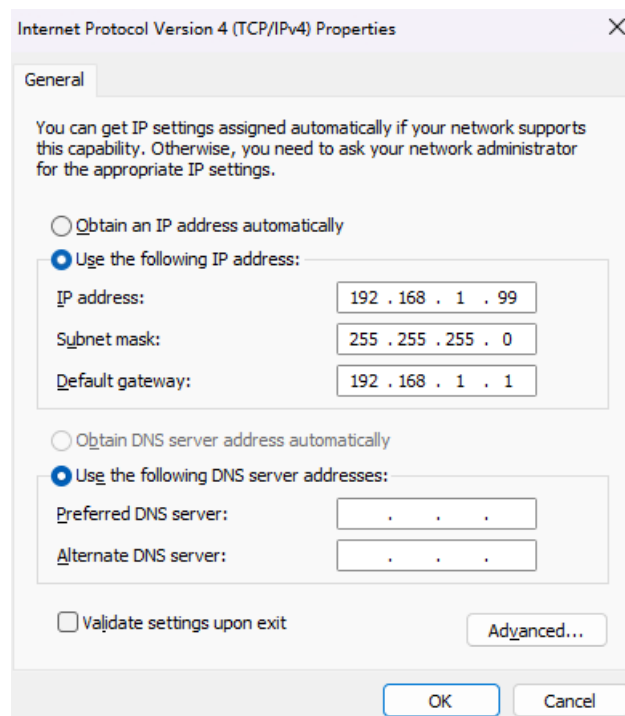 Internet Protocol Version 4 (TCP/IPv4) Properties
General
You can get IP settings assigned automatically if your network supports
this capability. Otherwise, you need to ask your network administrator
for the appropriate IP settings.
Obtain an IP address automatically
Use the following IP address:
IP address: 192 . 168 . 1 . 99
Subnet mask: 255 . 255 . 255 . 0
Default gateway: 192 . 168 . 1 . 1
Obtain DNS server address automatically
Use the following DNS server addresses:
Preferred DNS server: . . .
Alternate DNS server: . . .
Validate settings upon exit
Advanced...
OK Cancel